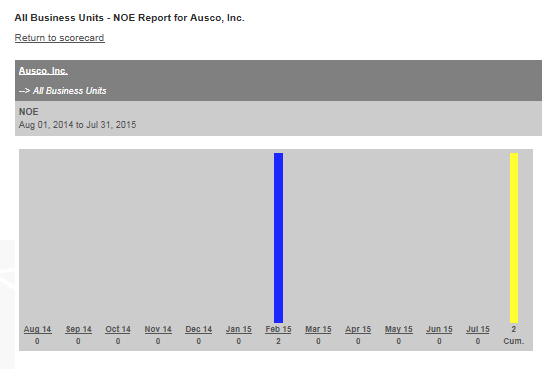 All Business Units - NOE Report for Ausco, Inc.
Return to scorecard
Ausco, Inc.
--> All Business Units
NOE
Aug 01, 2014 to Jul 31, 2015
Aug 14 Sep 14 Oct 14 Nov 14 Dec 14 Jan 15 Feb 15 Mar 15 Apr 15 May 15 Jun 15 Jul 15 2
0 0 0 0 0 0 2 0 0 0 0 0 Cum.